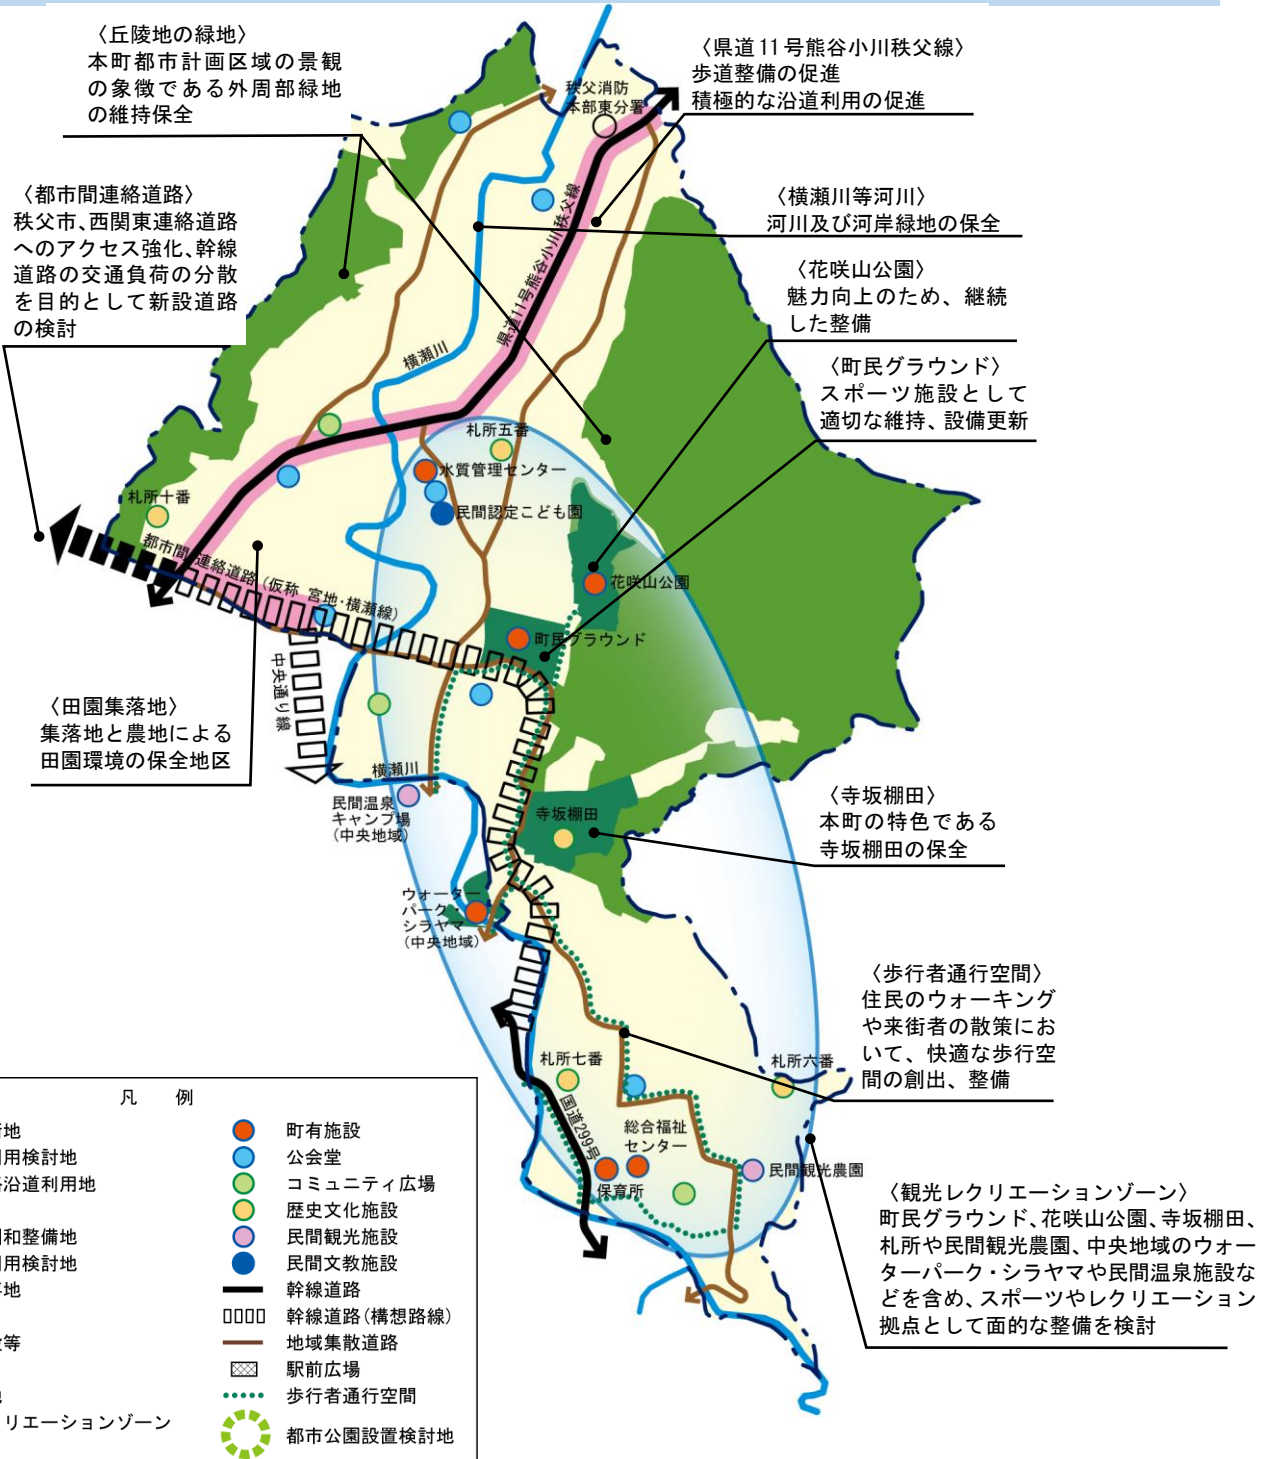 〈丘陵地の緑地〉
本町都市計画区域の景観
の象徴である外周部緑地
の維持保全
〈県道11号熊谷小川秩父線〉
歩道整備の促進
積極的な沿道利用の促進
秩父消防
本部東分署
〈都市間連絡道路〉
秩父市、西関東連絡道路
へのアクセス強化、幹線
道路の交通負荷の分散
を目的として新設道路
の検討
〈横瀬川等河川〉
河川及び河岸緑地の保全
〈花咲山公園〉
魅力向上のため、継続
した整備
〈町民グラウンド〉
スポーツ施設として
適切な維持、設備更新
県道11号熊谷小川秩父線
横瀬川
札所五番
水質管理センター
民間認定こども園
札所十番
都市間 連絡道路(仮称 宮地・横瀬線)
花咲山公園
町民グラウンド
中央通り線
〈田園集落地〉
集落地と農地による
田園環境の保全地区
横瀬川
民間温泉
キャンプ場
(中央地域)
寺坂棚田
〈寺坂棚田〉
本町の特色である
寺坂棚田の保全
ウォーター
パーク・
シラヤマ
(中央地域)
〈歩行者通行空間〉
住民のウォーキング
や来街者の散策にお
いて、快適な歩行空
間の創出、整備
札所七番
札所六番
国道299号
総合福祉
センター
保育所
民間観光農園
〈観光レクリエーションゾーン〉
町民グラウンド、花咲山公園、寺坂棚田、
札所や民間観光農園、中央地域のウォー
ターパーク・シラヤマや民間温泉施設な
どを含め、スポーツやレクリエーション
拠点として面的な整備を検討
凡 例
地
用検討地
沿道利用地
和整備地
用検討地
地
等
リエーションゾーン
町有施設
公会堂
コミュニティ広場
歴史文化施設
民間観光施設
民間文教施設
幹線道路
幹線道路(構想路線)
地域集散道路
駅前広場
歩行者通行空間
都市公園設置検討地